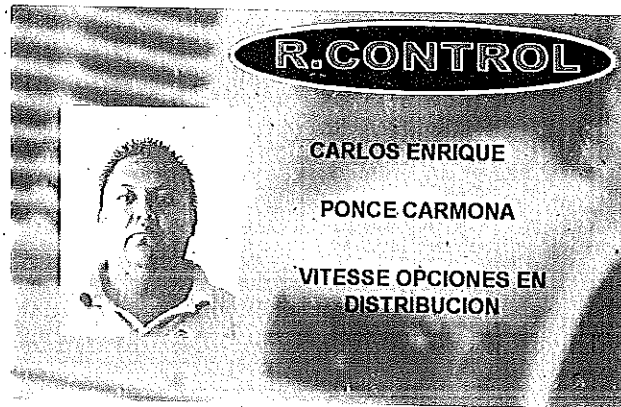 R.CONTROL
CARLOS ENRIQUE
PONCE CARMONA
VITESSE OPCIONES EN
DISTRIBUCION